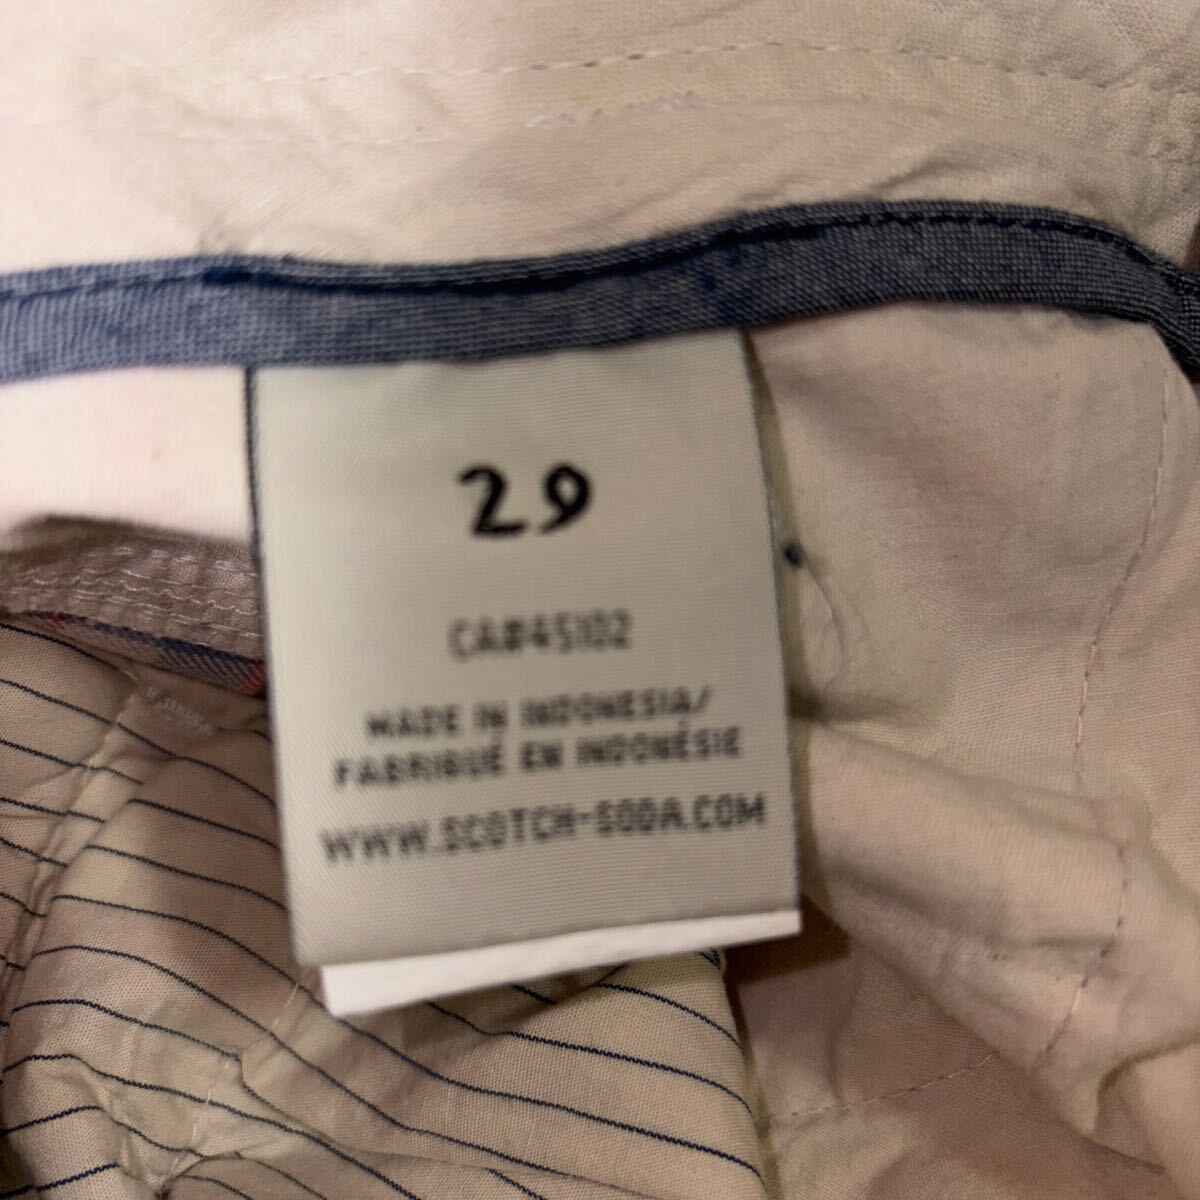 29
CA#45102
MADE IN INDONESIA/
FABRIQUÉ EN INDONÉSIE
WWW.SCOTCH-SODA.COM